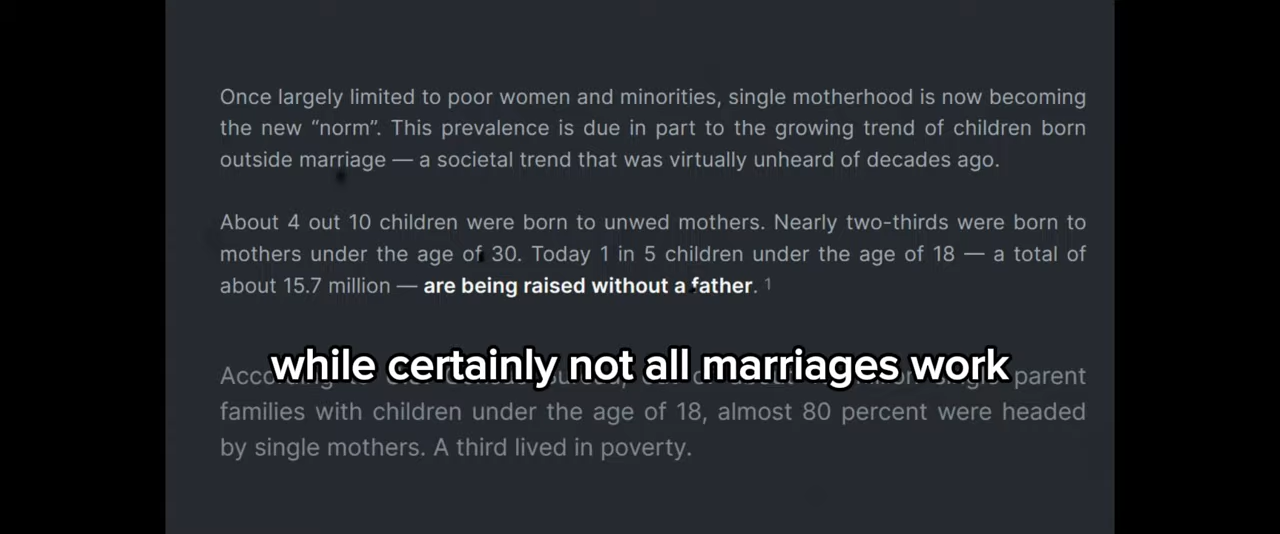 Once largely limited to poor women and minorities, single motherhood is now becoming
the new “norm”. This prevalence is due in part to the growing trend of children born
outside marriage — a societal trend that was virtually unheard of decades ago.
About 4 out 10 children were born to unwed mothers. Nearly two-thirds were born to
mothers under the age of 30. Today 1 in 5 children under the age of 18 — a total of
about 15.7 million — are being raised without a father. 1
while certainly not all marriages work
parent
families with children under the age of 18, almost 80 percent were headed
by single mothers. A third lived in poverty.